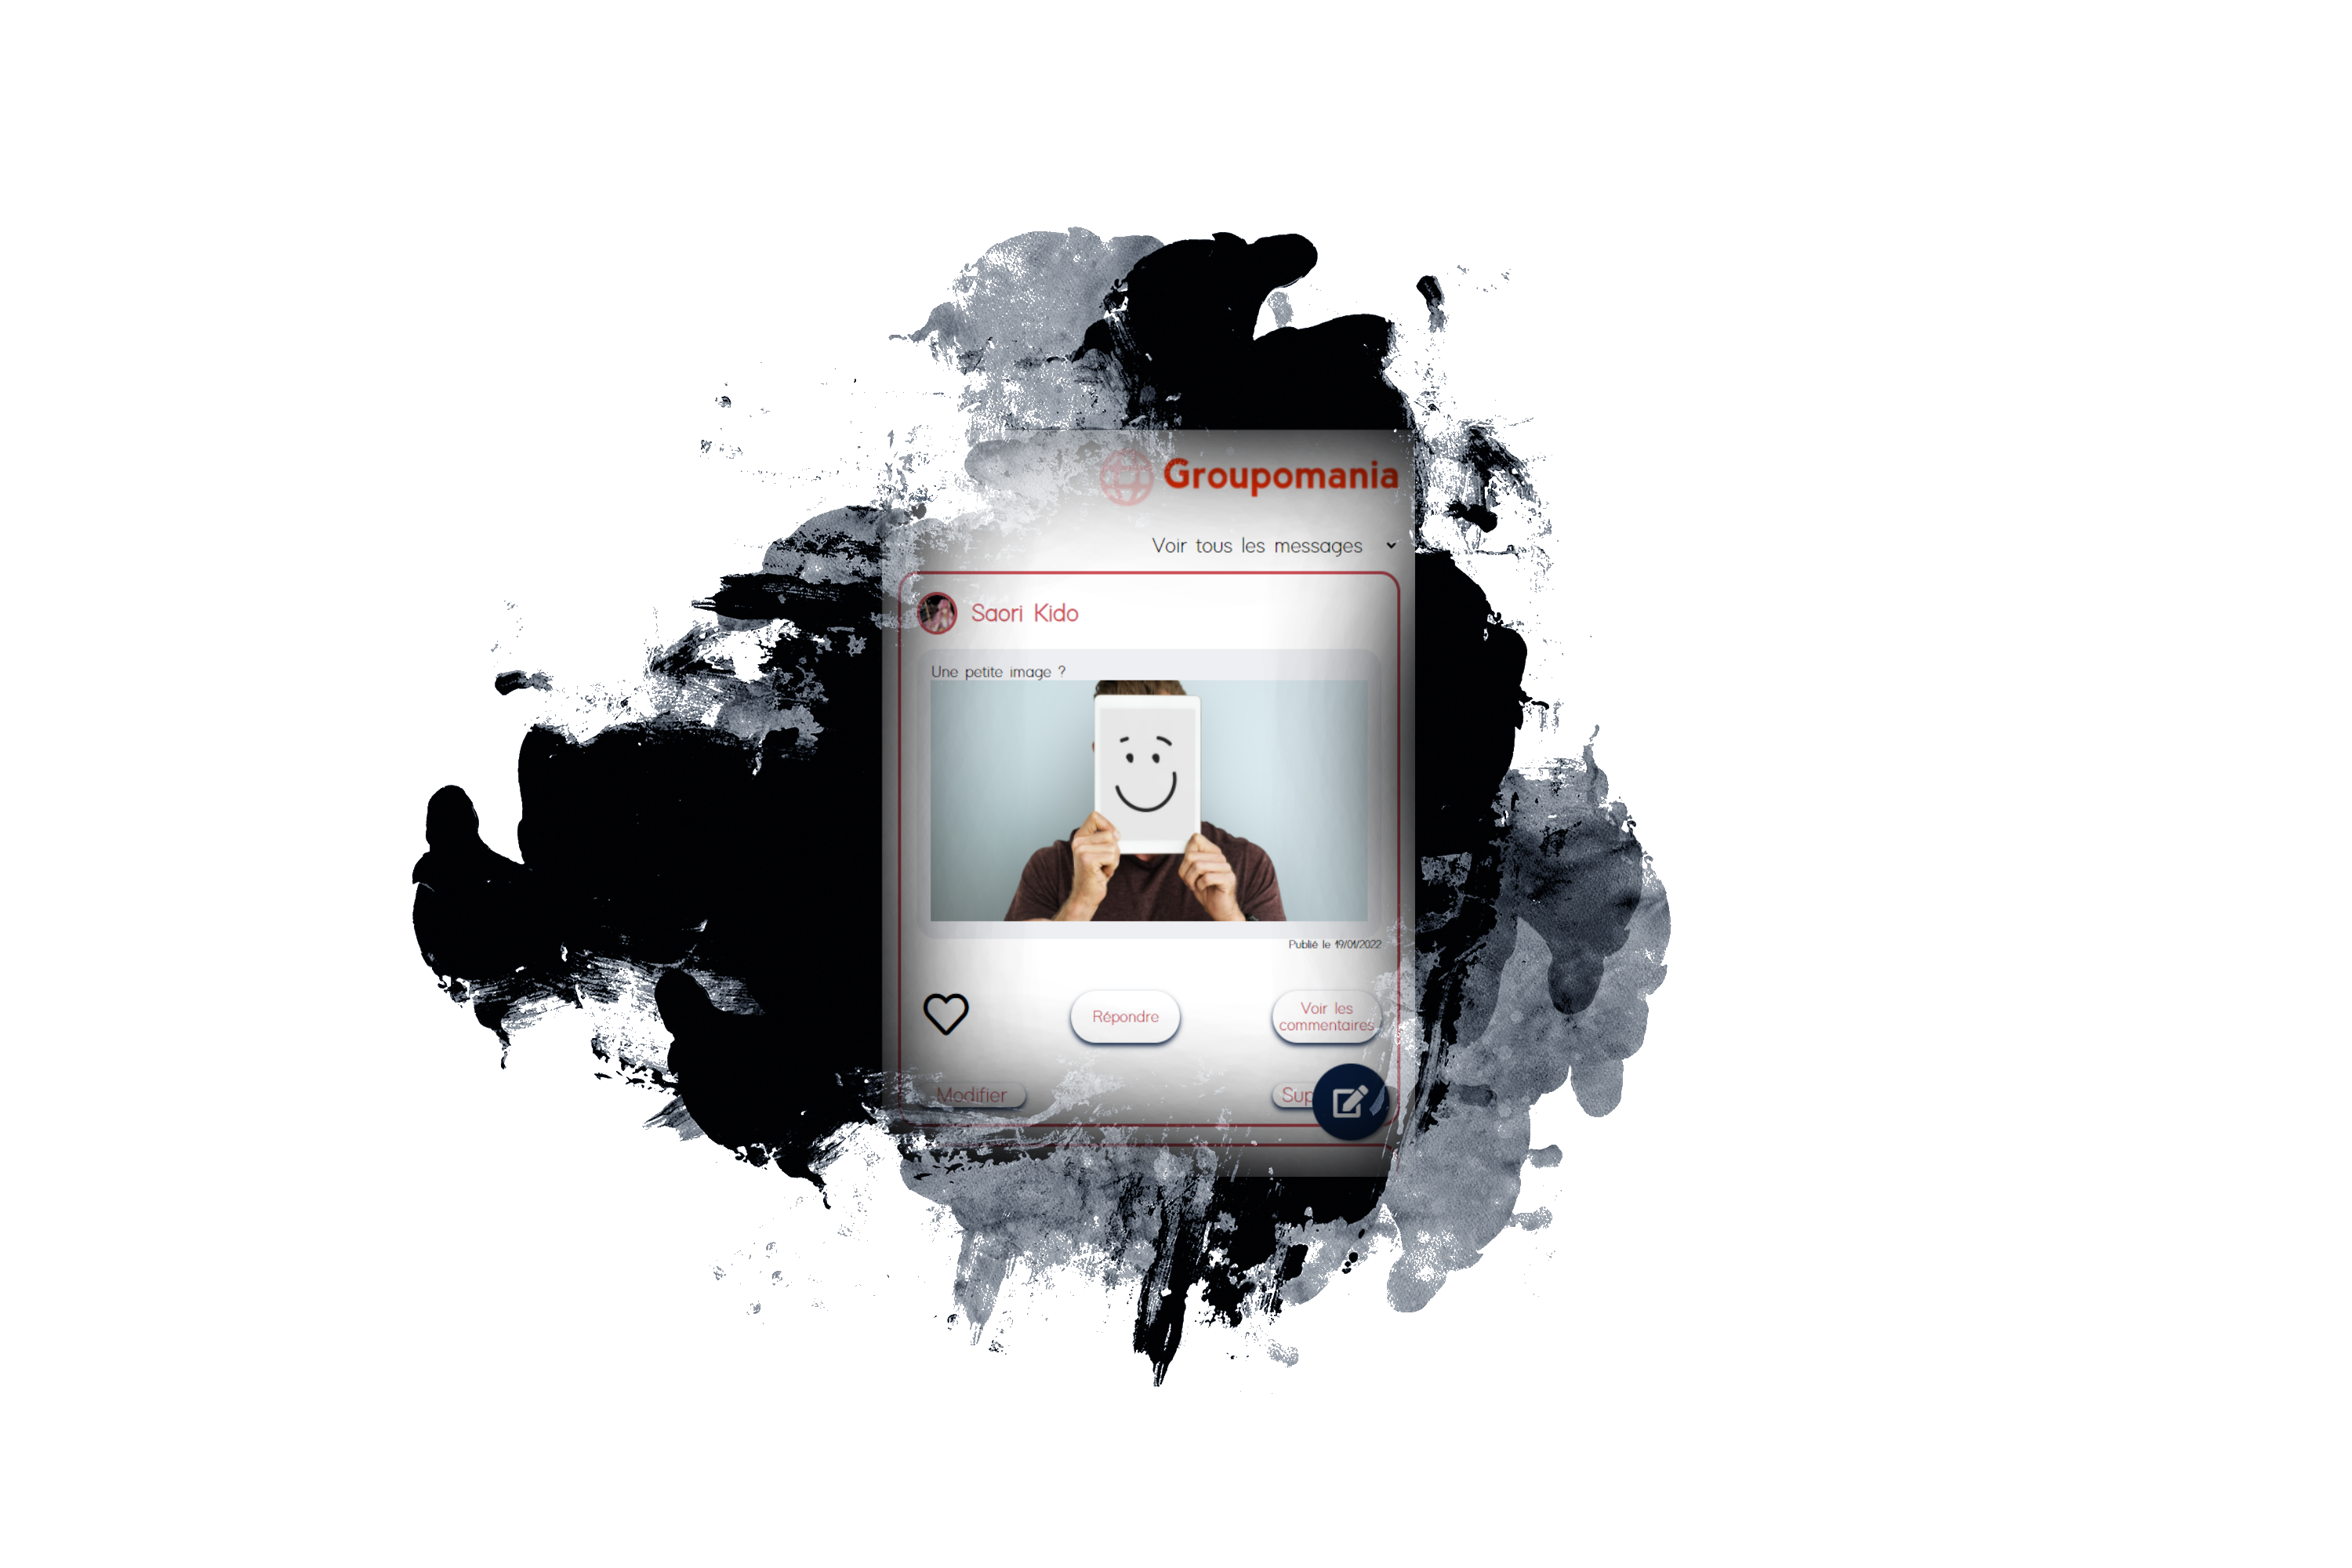 Groupomania
Voir tous les messages
Saori Kido
Une petite image ?
Publié le 19/01/2022
Répondre
Voir les
commentaires
Modifier
Sup